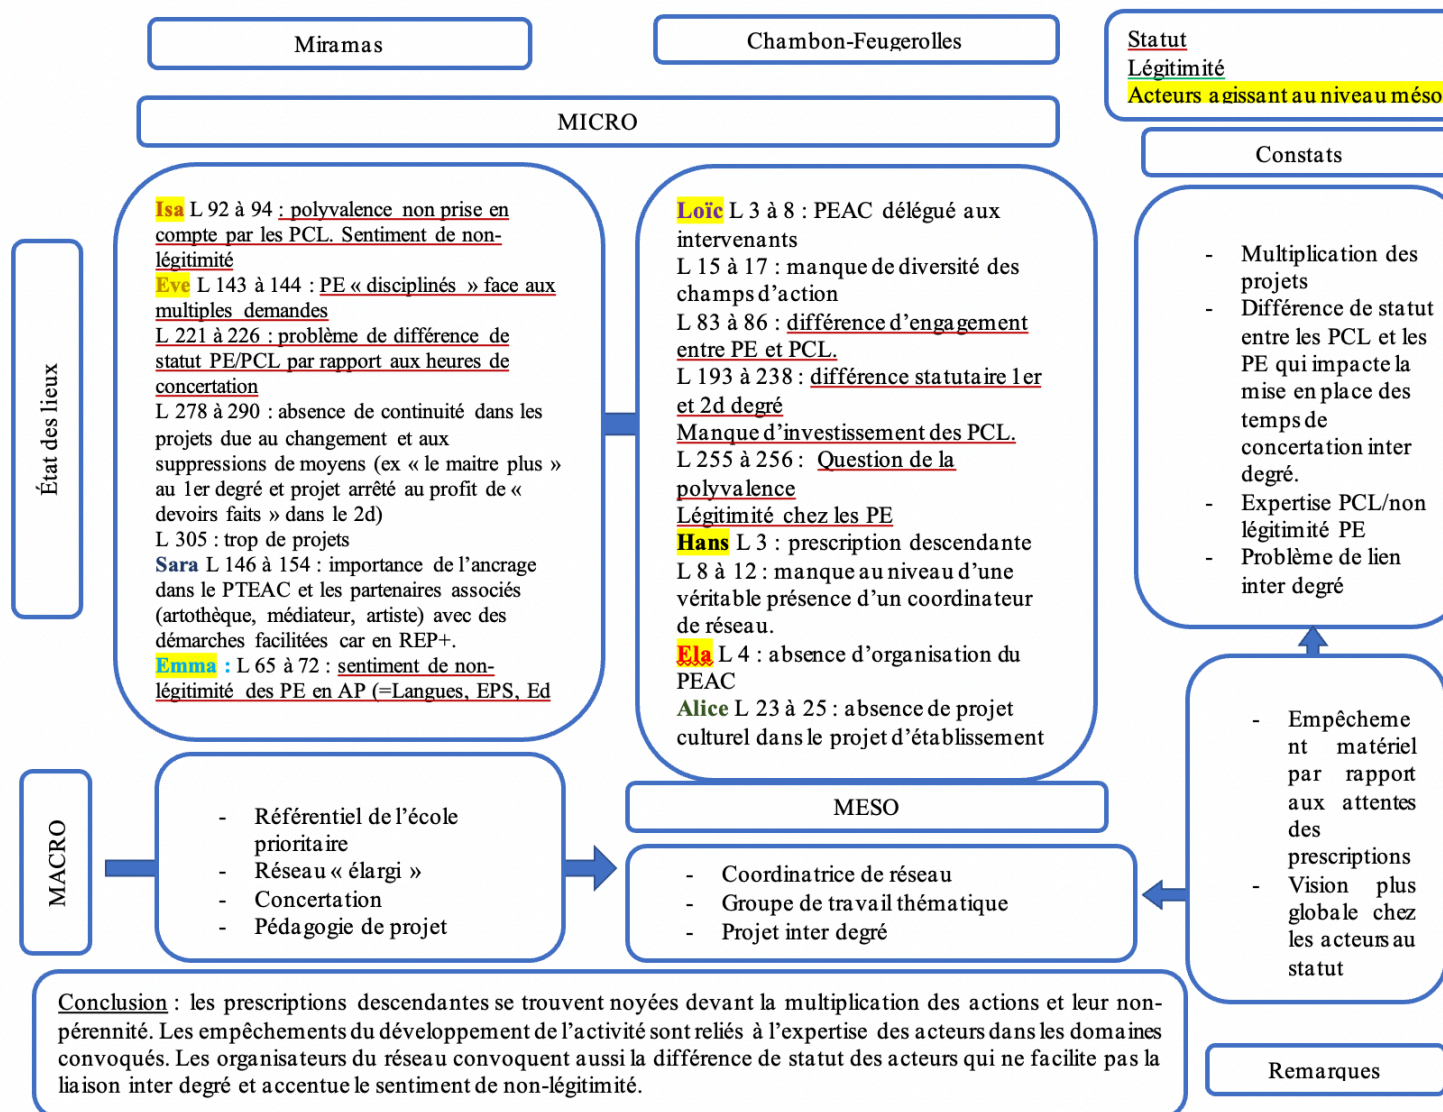 Miramas
Chambon-Feugerolles
Statut
Légitimité
Acteurs agissant au niveau méso
MICRO
Constats
État des lieux
Isa L 92 à 94 : polyvalence non prise en
compte par les PCL. Sentiment de non-
légitimité
Eve L 143 à 144 : PE « disciplinés » face aux
multiples demandes
L 221 à 226 : problème de différence de
statut PE/PCL par rapport aux heures de
concertation
L 278 à 290 : absence de continuité dans les
projets due au changement et aux
suppressions de moyens (ex « le maitre plus »
au 1er degré et projet arrêté au profit de «
devoirs faits » dans le 2d)
L 305 : trop de projets
Sara L 146 à 154 : importance de l'ancrage
dans le PTEAC et les partenaires associés
(artothèque, médiateur, artiste) avec des
démarches facilitées car en REP+.
Emma : L 65 à 72 : sentiment de non-
légitimité des PE en AP (=Langues, EPS, Ed
Loïc L 3 à 8 : PEAC délégué aux
intervenants
L 15 à 17 : manque de diversité des
champs d'action
L 83 à 86 : différence d'engagement
entre PE et PCL.
L 193 à 238 : différence statutaire 1er
et 2d degré
Manque d'investissement des PCL.
L 255 à 256 : Question de la
polyvalence
Légitimité chez les PE
Hans L 3 : prescription descendante
L 8 à 12 : manque au niveau d'une
véritable présence d'un coordinateur
de réseau.
Ela L 4 : absence d'organisation du
PEAC
Alice L 23 à 25 : absence de projet
culturel dans le projet d'établissement
- Multiplication des
projets
- Différence de statut
entre les PCL et les
PE qui impacte la
mise en place des
temps de
concertation inter
degré.
- Expertise PCL/non
légitimité PE
- Problème de lien
inter degré
MACRO
- Référentiel de l'école
prioritaire
- Réseau « élargi »
- Concertation
- Pédagogie de projet
MESO
- Coordinatrice de réseau
- Groupe de travail thématique
- Projet inter degré
- Empêcheme
nt matériel
par rapport
aux attentes
des
prescriptions
- Vision plus
globale chez
les acteurs au
statut
Conclusion : les prescriptions descendantes se trouvent noyées devant la multiplication des actions et leur non-
pérennité. Les empêchements du développement de l'activité sont reliés à l'expertise des acteurs dans les domaines
convoqués. Les organisateurs du réseau convoquent aussi la différence de statut des acteurs qui ne facilite pas la
liaison inter degré et accentue le sentiment de non-légitimité.
Remarques